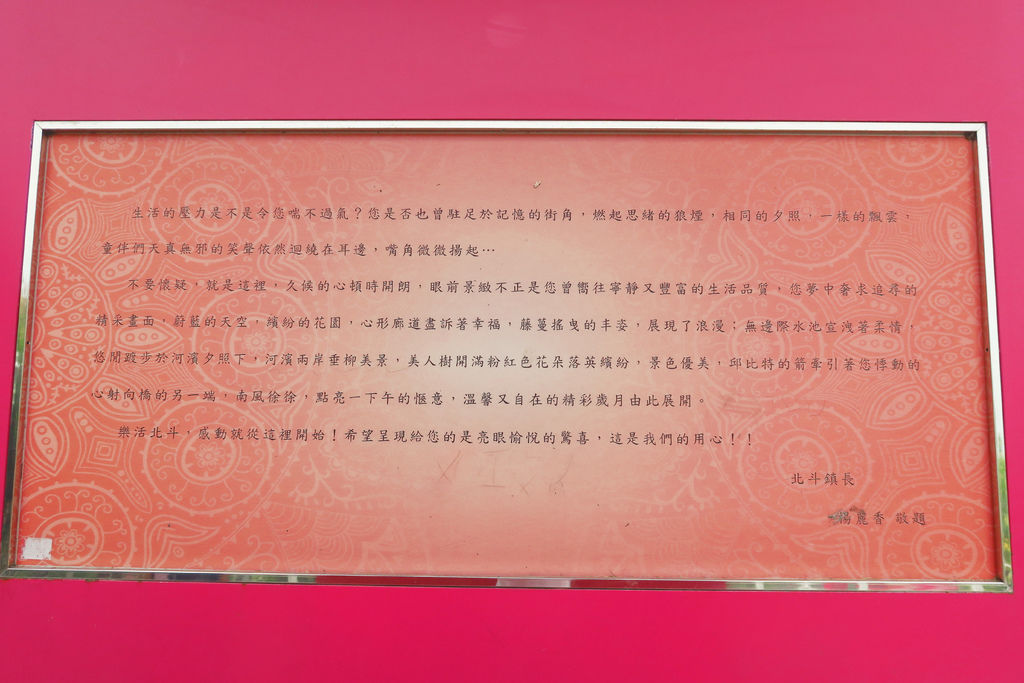 生活的壓力是不是令您喘不過氣？您是否也曾駐足於記憶的街角，燃起思緒的狼煙，相同的夕照，一樣的飄雲，
童伴們天真無邪的笑聲依然迴繞在耳邊，嘴角微微揚起…
不要懷疑，就是這裡，久候的心頓時開朗，眼前景緻不正是您曾嚮往寧靜又豐富的生活品質，您夢中奢求追尋的
精采畫面，蔚藍的天空，繽紛的花園，心形廊道盡訴著幸福，藤蔓搖曳的丰姿，展現了浪漫；無邊際水池宣洩著柔情，
悠閒踱步於河濱夕照下，河濱兩岸垂柳美景，美人樹開滿粉紅色花朵落英繽紛，景色優美，邱比特的箭牽引著您悸動的
心射向橋的另一端，南風徐徐，點亮一下午的愜意，溫馨又自在的精彩歲月由此展開。
樂活北斗，感動就從這裡開始！希望呈現給您的是亮眼愉悅的驚喜，這是我們的用心！！
北斗鎮長
楊麗香 敬題